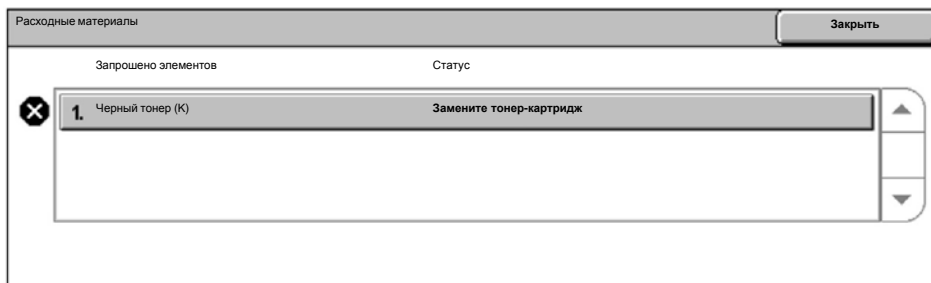 Расходные материалы
Закрыть
Запрошено элементов Статус
1. Черный тонер (K) Замените тонер-картридж